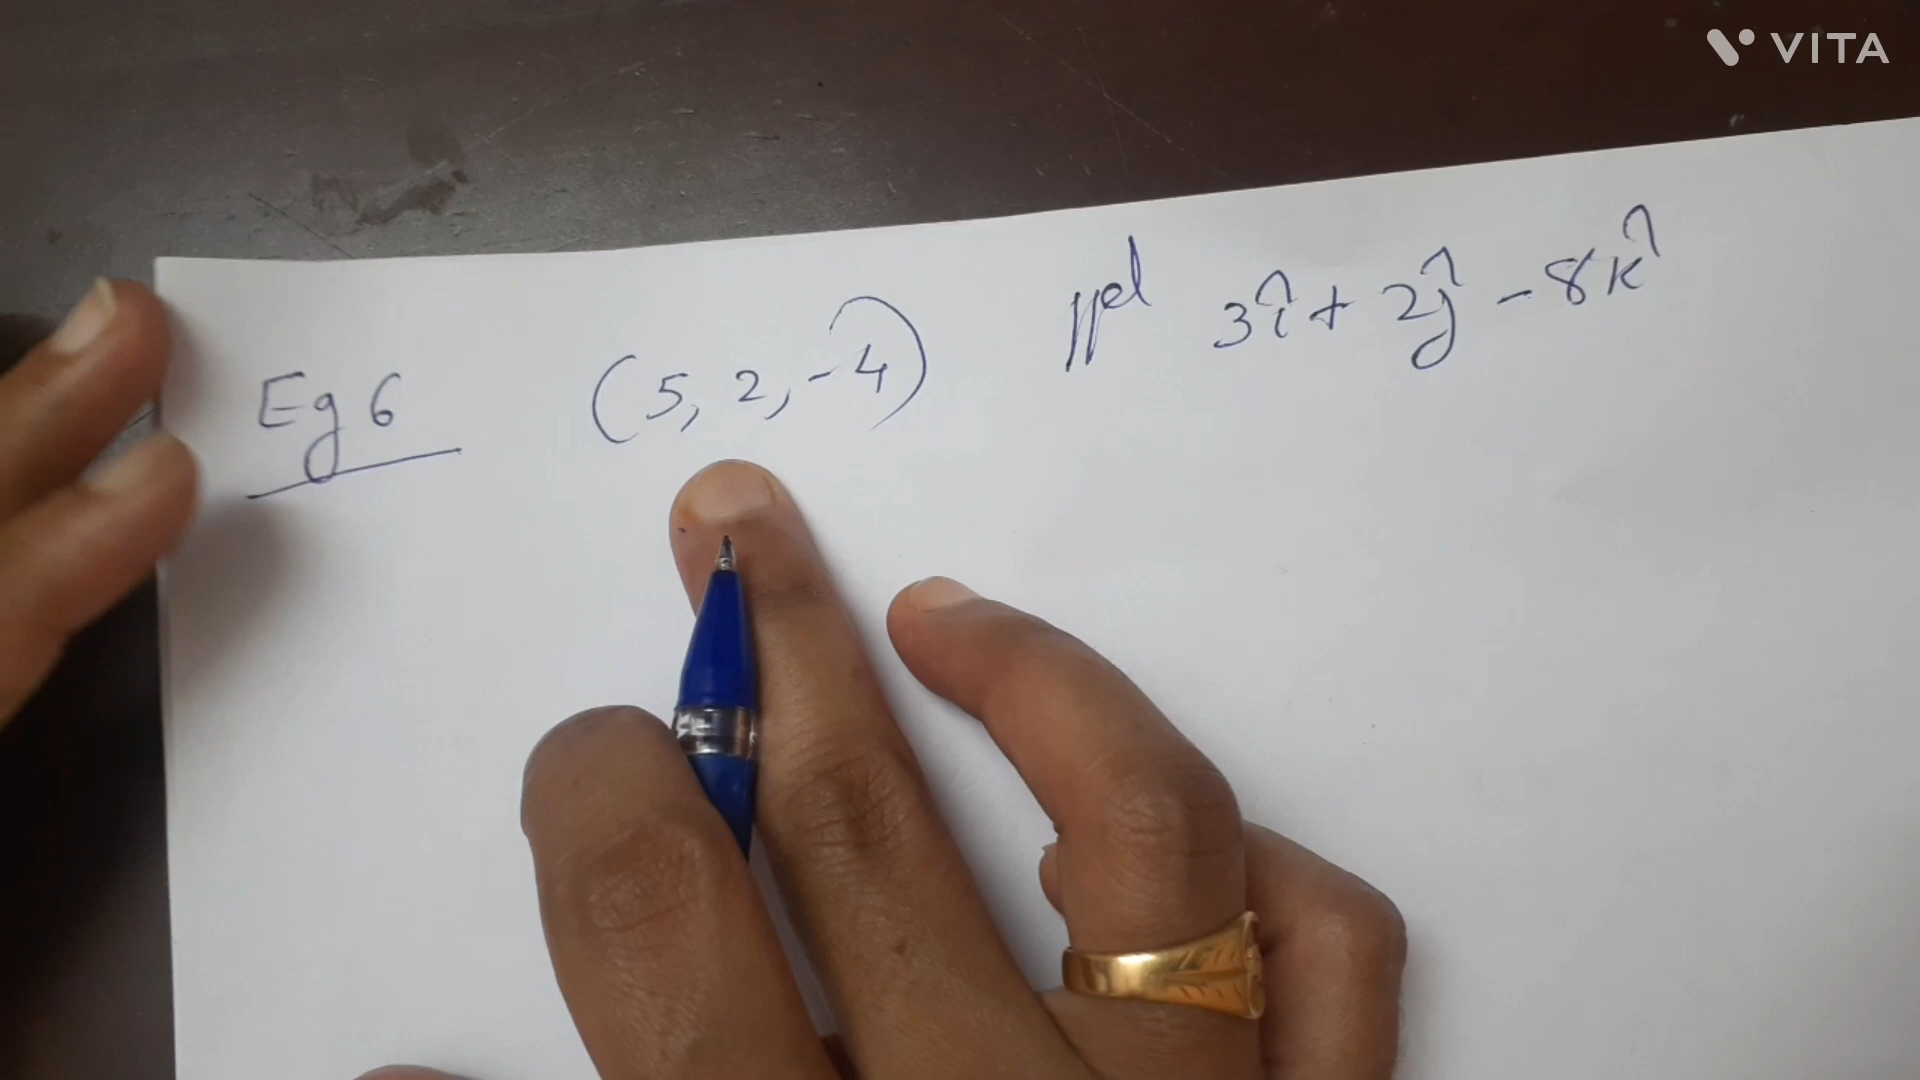 VITA
Eg 6 (5, 2, -4) ||el 3î + 2ĵ - 8k̂